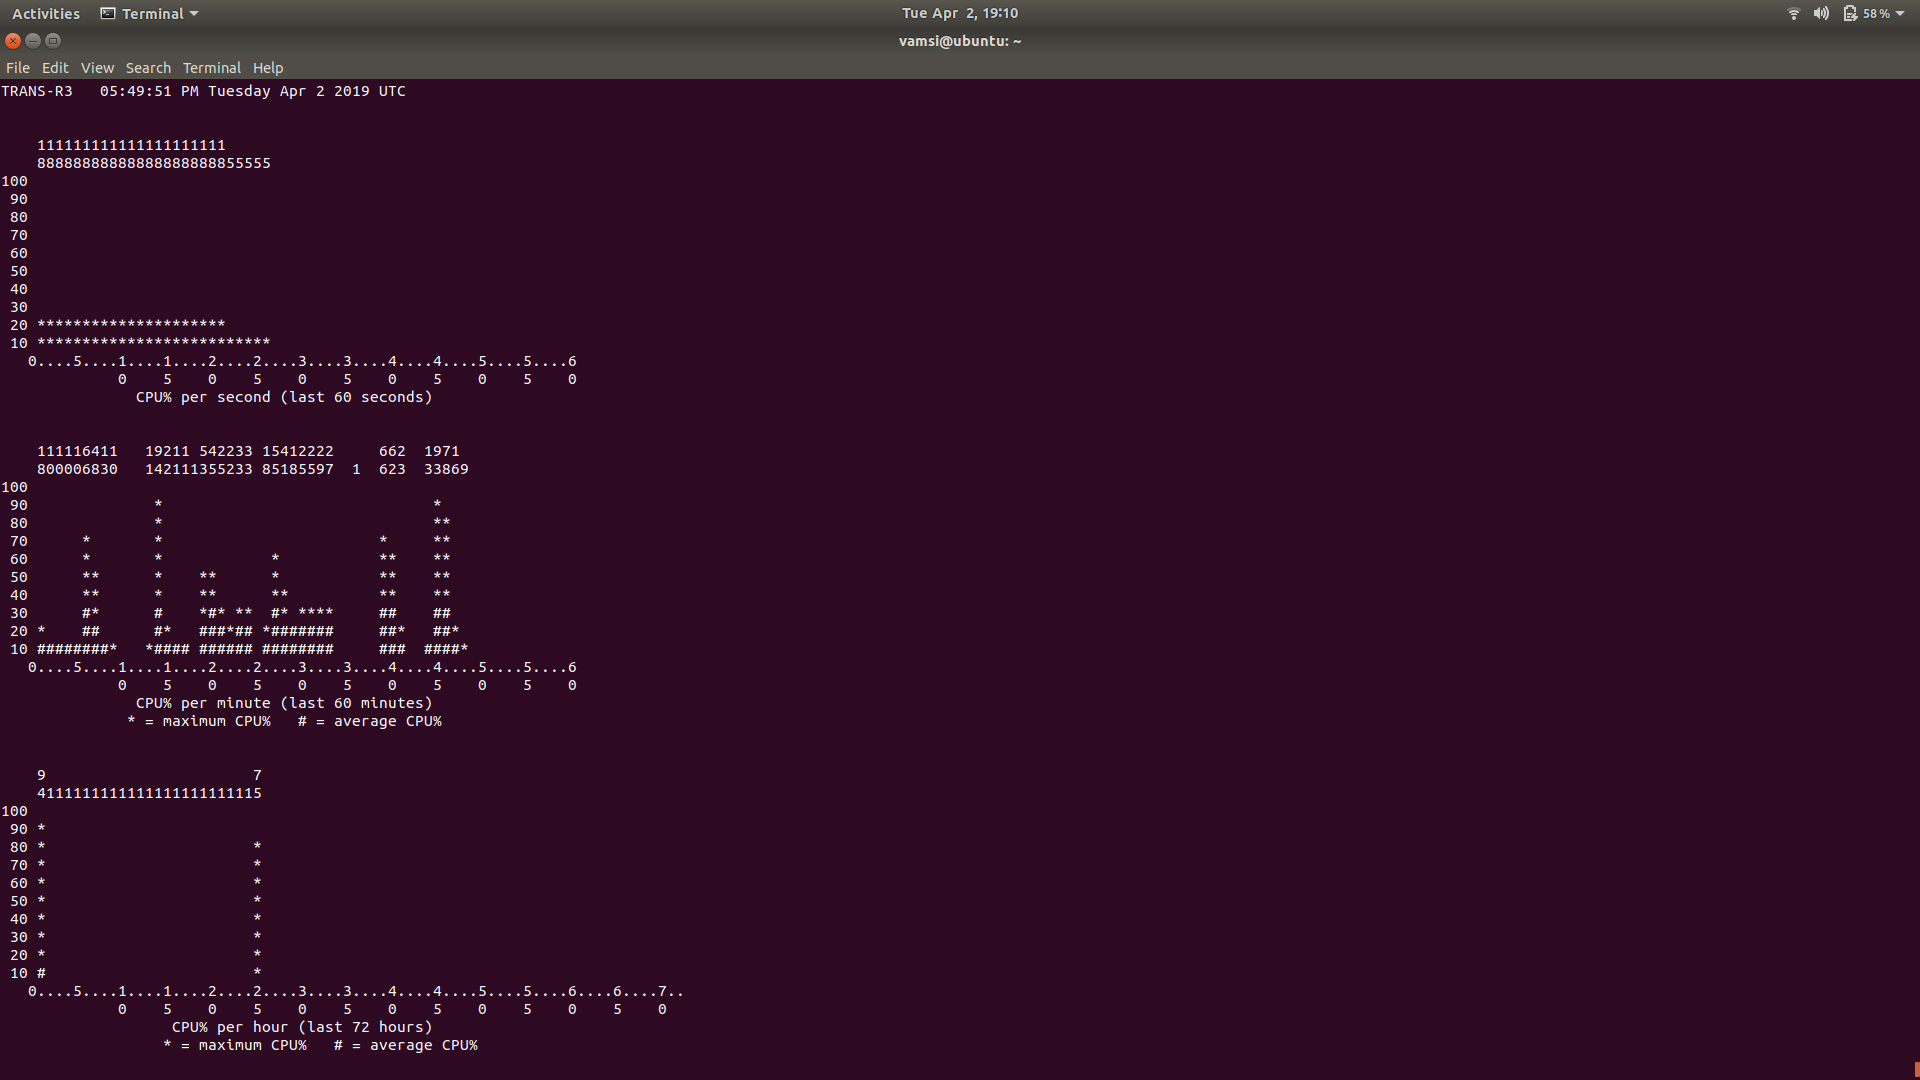 Activities Terminal Tue Apr 2, 19:10 58%
vamsi@ubuntu: ~
File Edit View Search Terminal Help
TRANS-R3   05:49:51 PM Tuesday Apr 2 2019 UTC
    111111111111111111111
    88888888888888888888855555
100
 90
 80
 70
 60
 50
 40
 30
 20 *********************
 10 **************************
   0....5....1....1....2....2....3....3....4....4....5....5....6
             0    5    0    5    0    5    0    5    0    5    0
               CPU% per second (last 60 seconds)
    111116411   19211 542233 15412222     662  1971
    800006830   142111355233 85185597  1  623  33869
100
 90             *                              *
 80             *                              **
 70      *      *                        *     **
 60      *      *            *           **    **
 50      **     *    **      *           **    **
 40      **     *    **      **          **    **
 30      #*     #    *#* **  #* ****     ##    ##
 20 *    ##     #*   ###*## *#######     ##*   ##*
 10 ########*   *#### ###### ########     ###  ####*
   0....5....1....1....2....2....3....3....4....4....5....5....6
             0    5    0    5    0    5    0    5    0    5    0
               CPU% per minute (last 60 minutes)
              * = maximum CPU%   # = average CPU%
    9                       7
    4111111111111111111111115
100
 90 *
 80 *                       *
 70 *                       *
 60 *                       *
 50 *                       *
 40 *                       *
 30 *                       *
 20 *                       *
 10 #                       *
   0....5....1....1....2....2....3....3....4....4....5....5....6....6....7..
             0    5    0    5    0    5    0    5    0    5    0    5    0
                   CPU% per hour (last 72 hours)
                  * = maximum CPU%   # = average CPU%